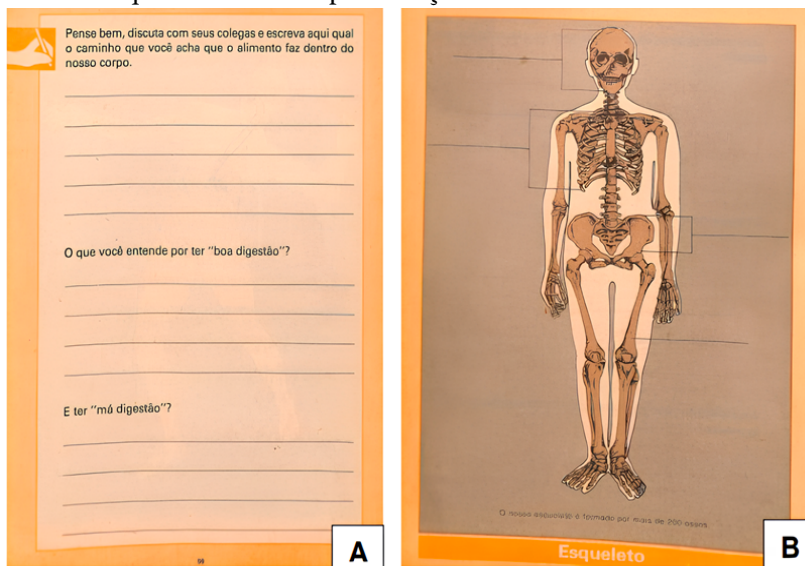 Pense bem, discuta com seus colegas e escreva aqui qual
o caminho que você acha que o alimento faz dentro do
nosso corpo.
O que você entende por ter "boa digestão"?
E ter "má digestão"?
98
A
O nosso esqueleto é formado por mais de 200 ossos.
Esqueleto
B